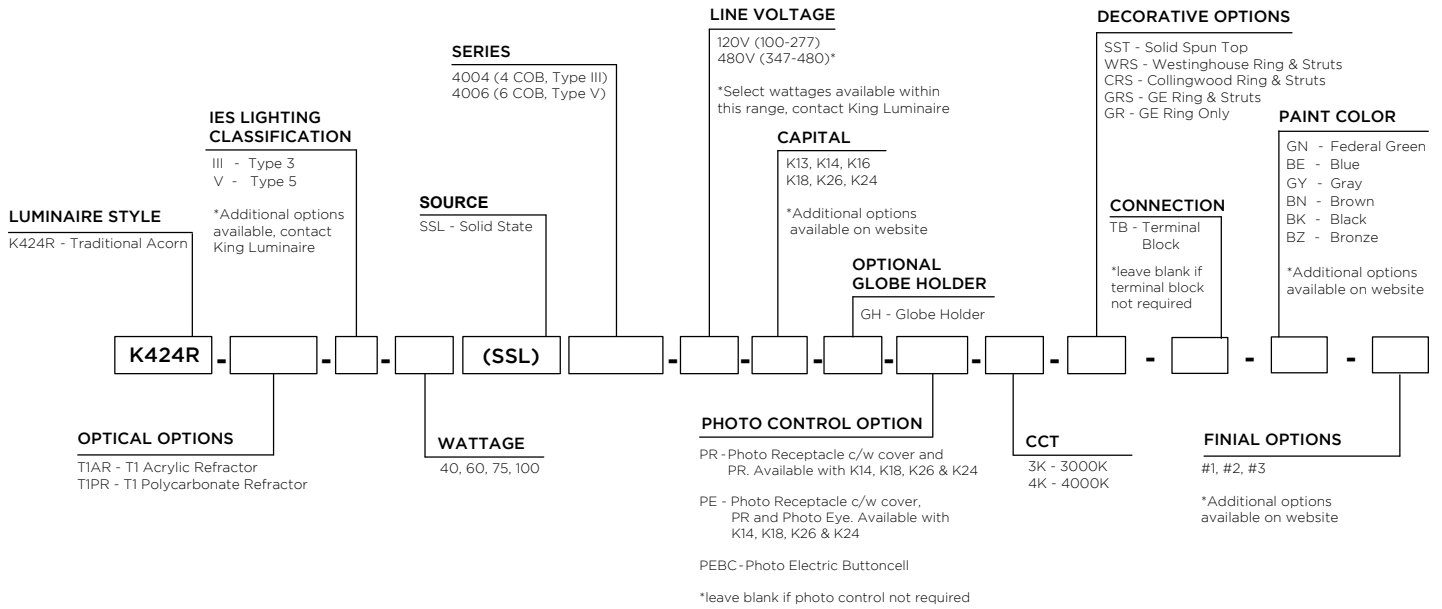 LINE VOLTAGE
120V (100-277)
480V (347-480)*
*Select wattages available within
this range, contact King Luminaire
DECORATIVE OPTIONS
SST - Solid Spun Top
WRS - Westinghouse Ring & Struts
CRS - Collingwood Ring & Struts
GRS - GE Ring & Struts
GR - GE Ring Only
SERIES
4004 (4 COB, Type III)
4006 (6 COB, Type V)
IES LIGHTING
CLASSIFICATION
III - Type 3
V - Type 5
*Additional options
available, contact
King Luminaire
CAPITAL
K13, K14, K16
K18, K26, K24
*Additional options
available on website
PAINT COLOR
GN - Federal Green
BE - Blue
GY - Gray
BN - Brown
BK - Black
BZ - Bronze
*Additional options
available on website
LUMINAIRE STYLE
K424R - Traditional Acorn
SOURCE
SSL - Solid State
CONNECTION
TB - Terminal
Block
*leave blank if
terminal block
not required
OPTIONAL
GLOBE HOLDER
GH - Globe Holder
K424R - - - (SSL) - - - - - - - - -
OPTICAL OPTIONS
T1AR - T1 Acrylic Refractor
T1PR - T1 Polycarbonate Refractor
WATTAGE
40, 60, 75, 100
PHOTO CONTROL OPTION
PR - Photo Receptacle c/w cover and
PR. Available with K14, K18, K26 & K24
PE - Photo Receptacle c/w cover,
PR and Photo Eye. Available with
K14, K18, K26 & K24
PEBC - Photo Electric Buttoncell
*leave blank if photo control not required
CCT
3K - 3000K
4K - 4000K
FINIAL OPTIONS
#1, #2, #3
*Additional options
available on website